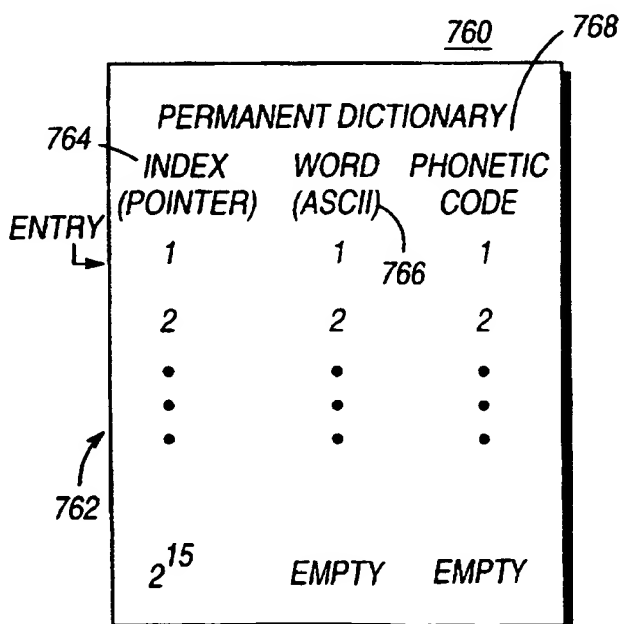 760
768
PERMANENT DICTIONARY
764
INDEX WORD PHONETIC
(POINTER) (ASCII) CODE
ENTRY
1 1 1
766
2 2 2
762
2^15 EMPTY EMPTY